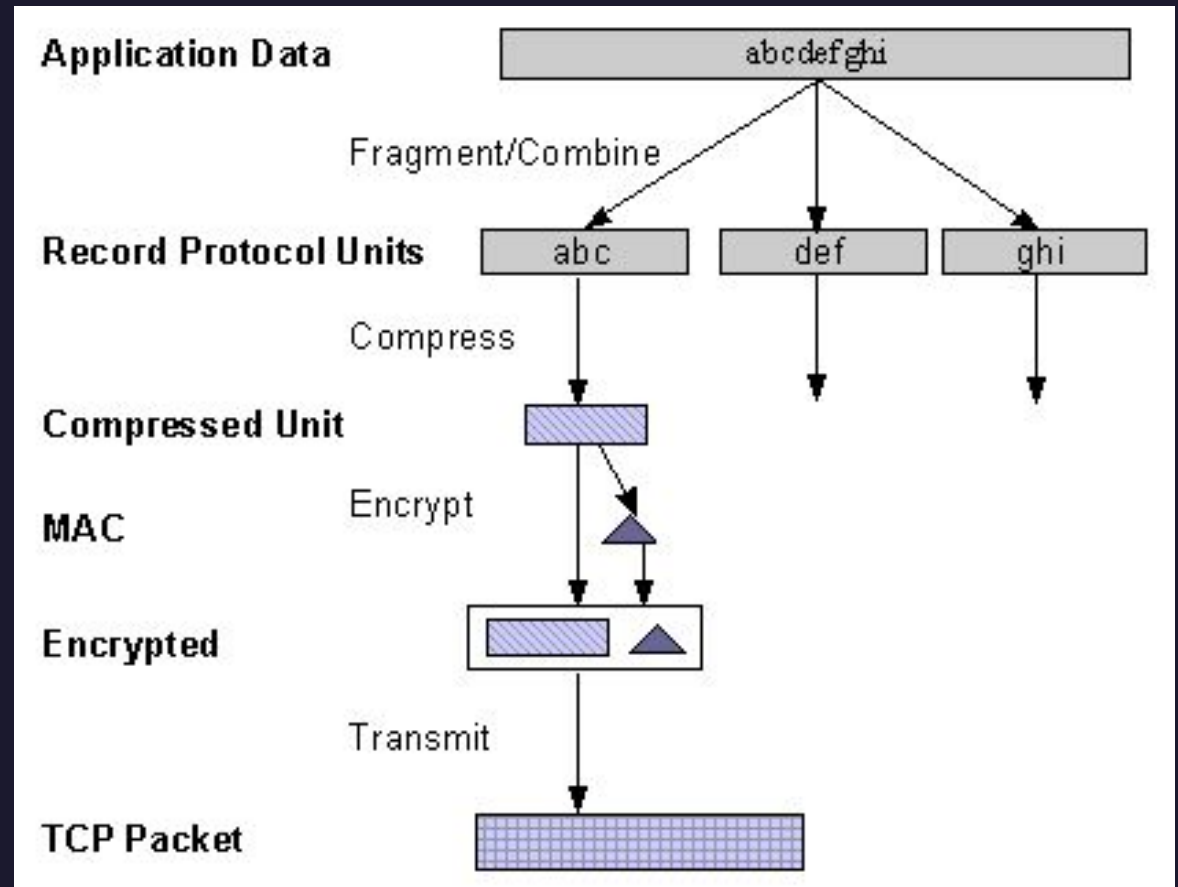 Application Data
abcdefghi
Fragment/Combine
Record Protocol Units
abc
def
ghi
Compress
Compressed Unit
Encrypt
MAC
Encrypted
Transmit
TCP Packet